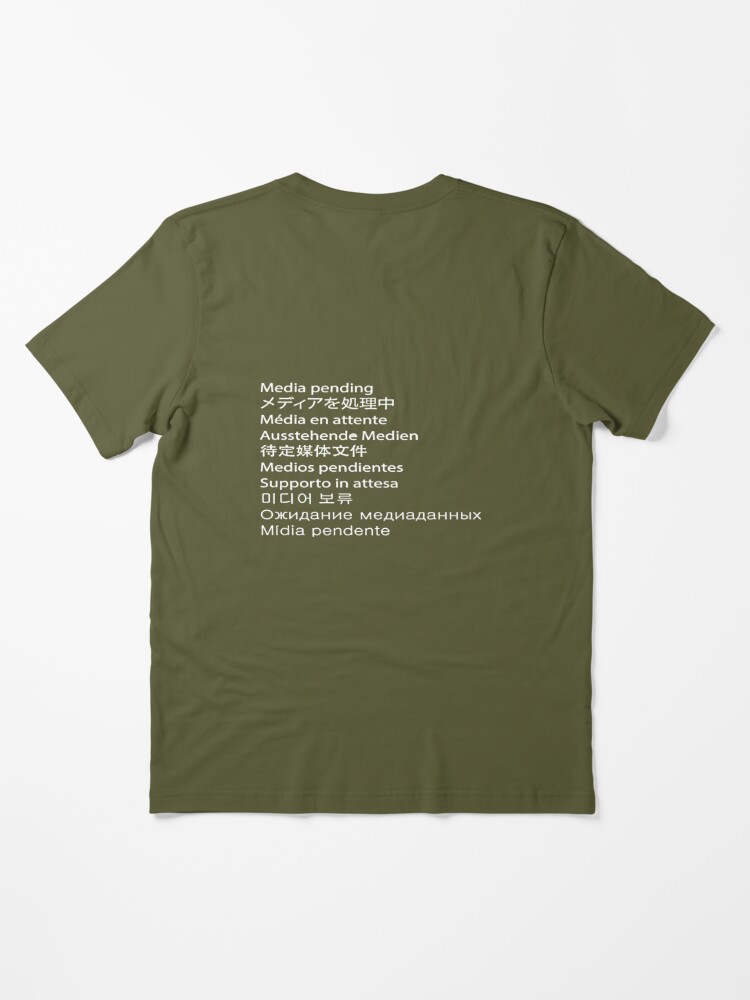 Media pending
メディアを処理中
Média en attente
Ausstehende Medien
待定媒体文件
Medios pendientes
Supporto in attesa
미디어 보류
Ожидание медиаданных
Mídia pendente